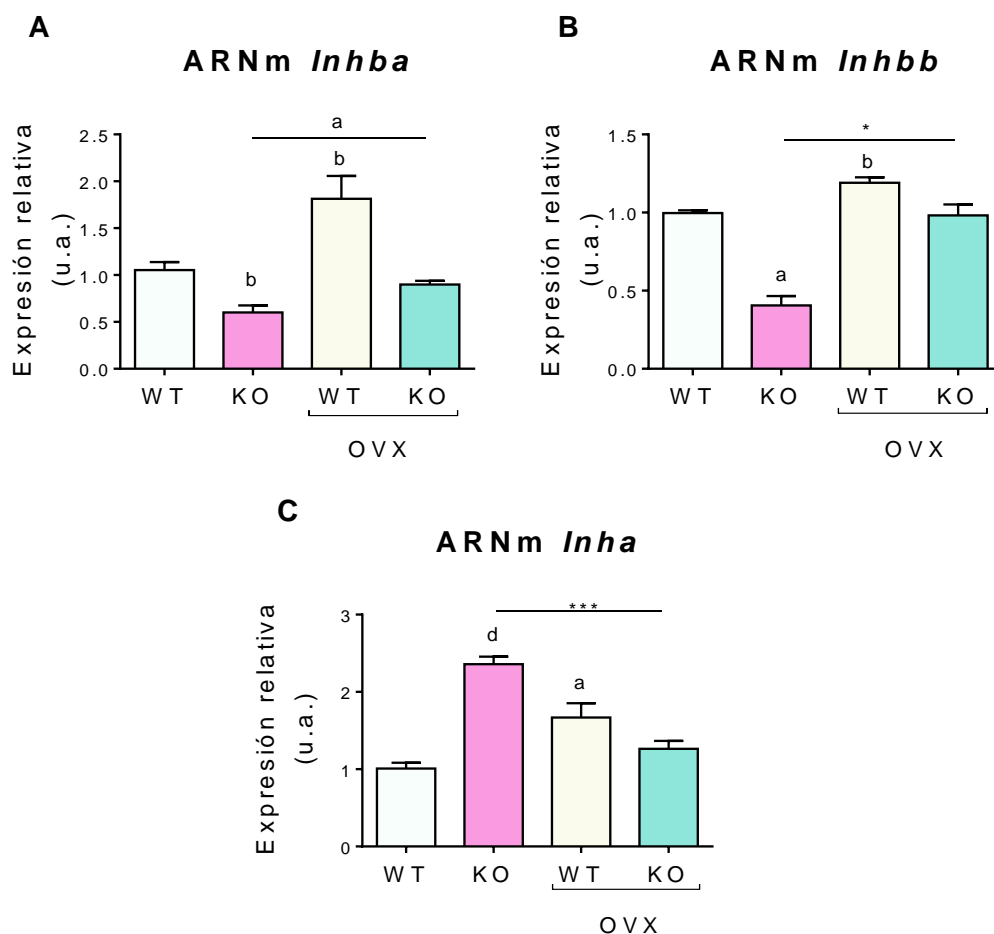 A
ARNm Inhba
Expresión relativa
(u.a.)
2.5
2.0
1.5
1.0
0.5
0.0
a
b
b
WT KO WT KO
OVX
B
ARNm Inhbb
Expresión relativa
(u.a.)
1.5
1.0
0.5
0.0
*
b
a
WT KO WT KO
OVX
C
ARNm Inha
Expresión relativa
(u.a.)
3
2
1
0
***
d
a
WT KO WT KO
OVX